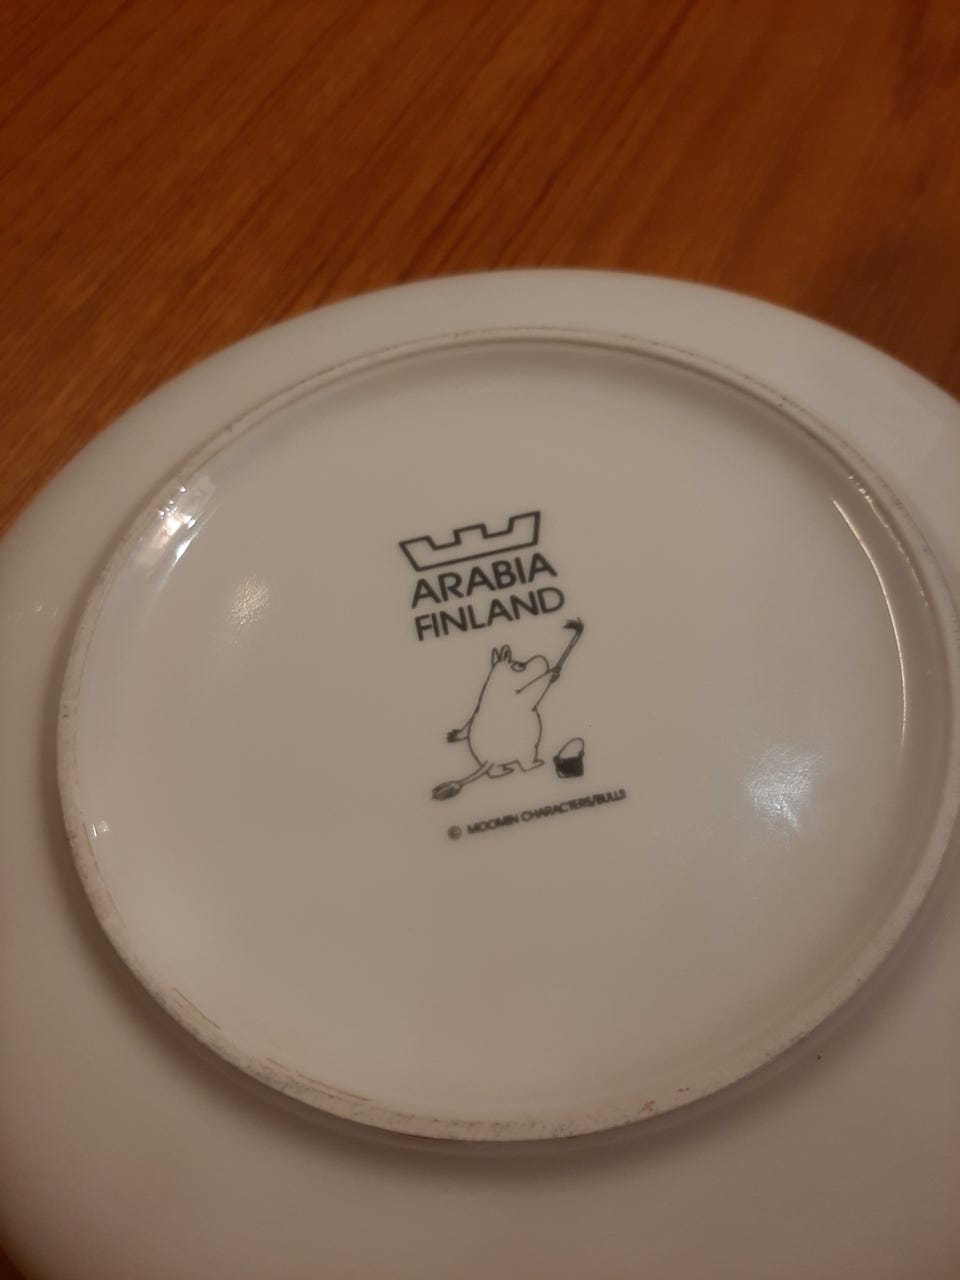 ARABIA
FINLAND
© MOOMIN CHARACTERS/BULLS